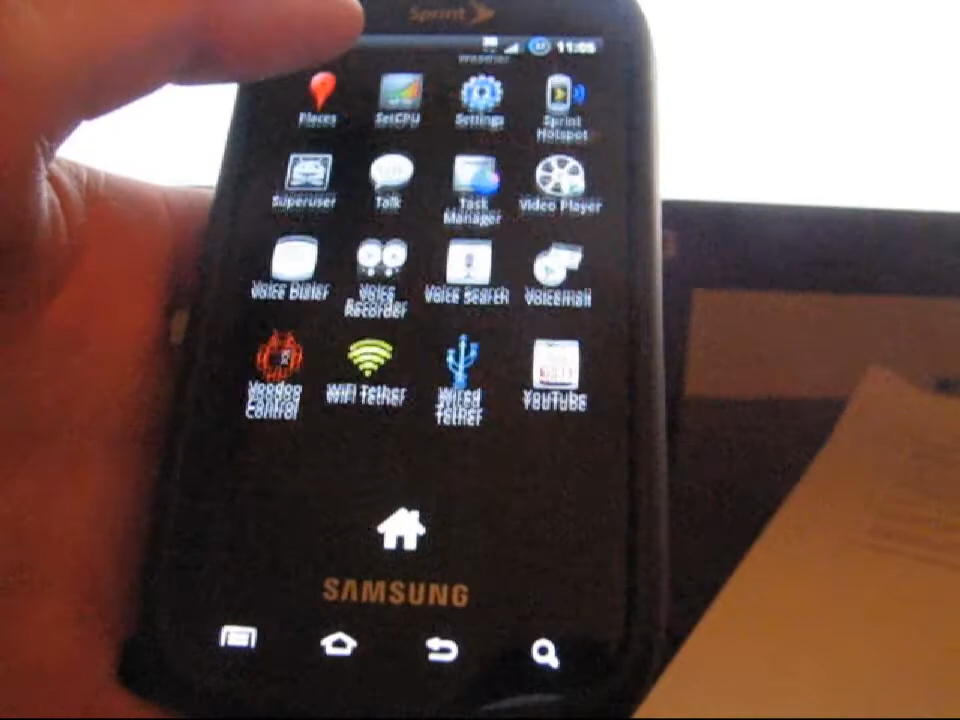 Sprint
11:05
Weather
Places
SetCPU
Settings
Sprint
Hotspot
Superuser
Talk
Task
Manager
Video Player
Voice Dialer
Voice
Recorder
Voice Search
Voicemail
Voodoo
Control
WiFi Tether
Wired
Tether
YouTube
SAMSUNG